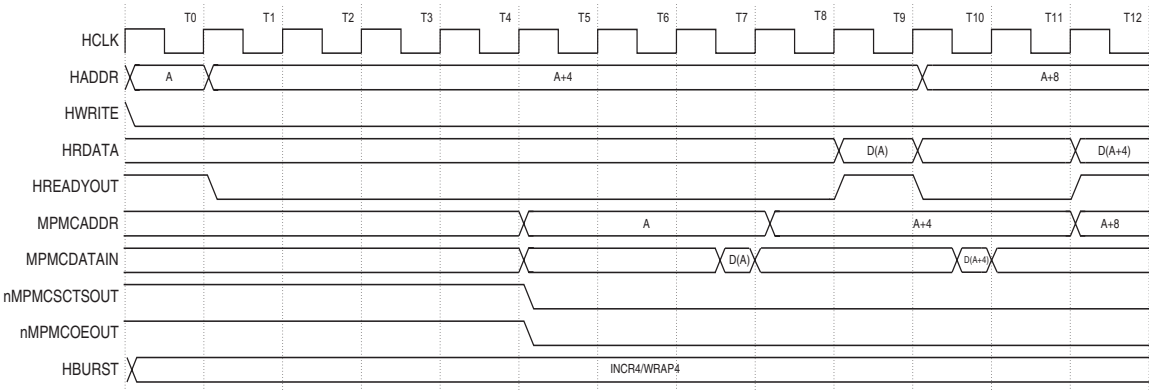 T0 T1 T2 T3 T4 T5 T6 T7 T8 T9 T10 T11 T12
HCLK
HADDR A A+4 A+8
HWRITE
HRDATA D(A) D(A+4)
HREADYOUT
MPMCADDR A A+4 A+8
MPMCDATAIN D(A) D(A+4)
nMPMCSCTSOUT
nMPMCOEOUT
HBURST INCR4/WRAP4